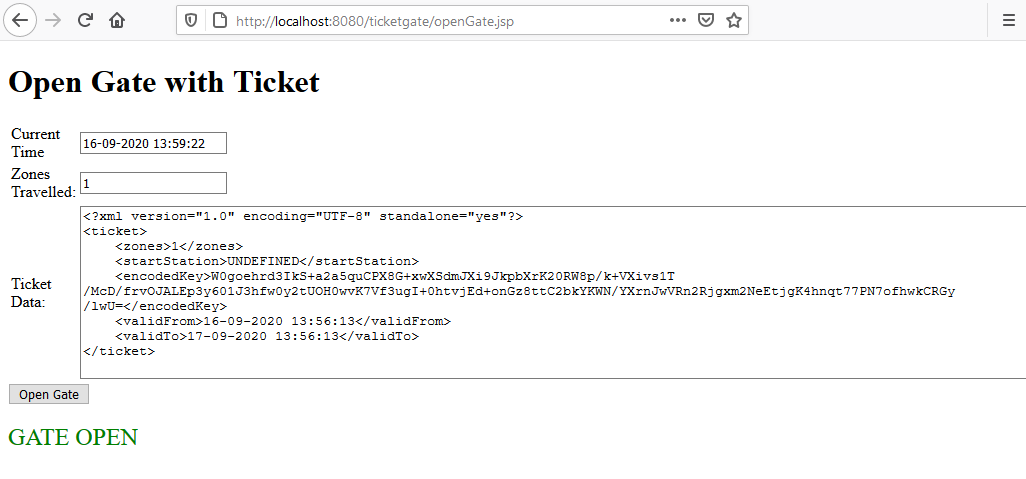 http://localhost:8080/ticketgate/openGate.jsp
Open Gate with Ticket
Current
Time
16-09-2020 13:59:22
Zones
Travelled:
1
Ticket
Data:
<?xml version="1.0" encoding="UTF-8" standalone="yes"?>
<ticket>
    <zones>1</zones>
    <startStation>UNDEFINED</startStation>
    <encodedKey>W0goehrd3IkS+a2a5quCPX8G+xwXSdmJXi9JkpbXrK20RW8p/k+VXivs1T
/McD/frvOJALEp3y601J3hfw0y2tUOH0wvK7Vf3ugI+0htvjEd+onGz8ttC2bkYKWN/YXrnJwVRn2Rjgxm2NeEtjgK4hnqt77PN7ofhwkCRGy
/lwU=</encodedKey>
    <validFrom>16-09-2020 13:56:13</validFrom>
    <validTo>17-09-2020 13:56:13</validTo>
</ticket>
Open Gate
GATE OPEN